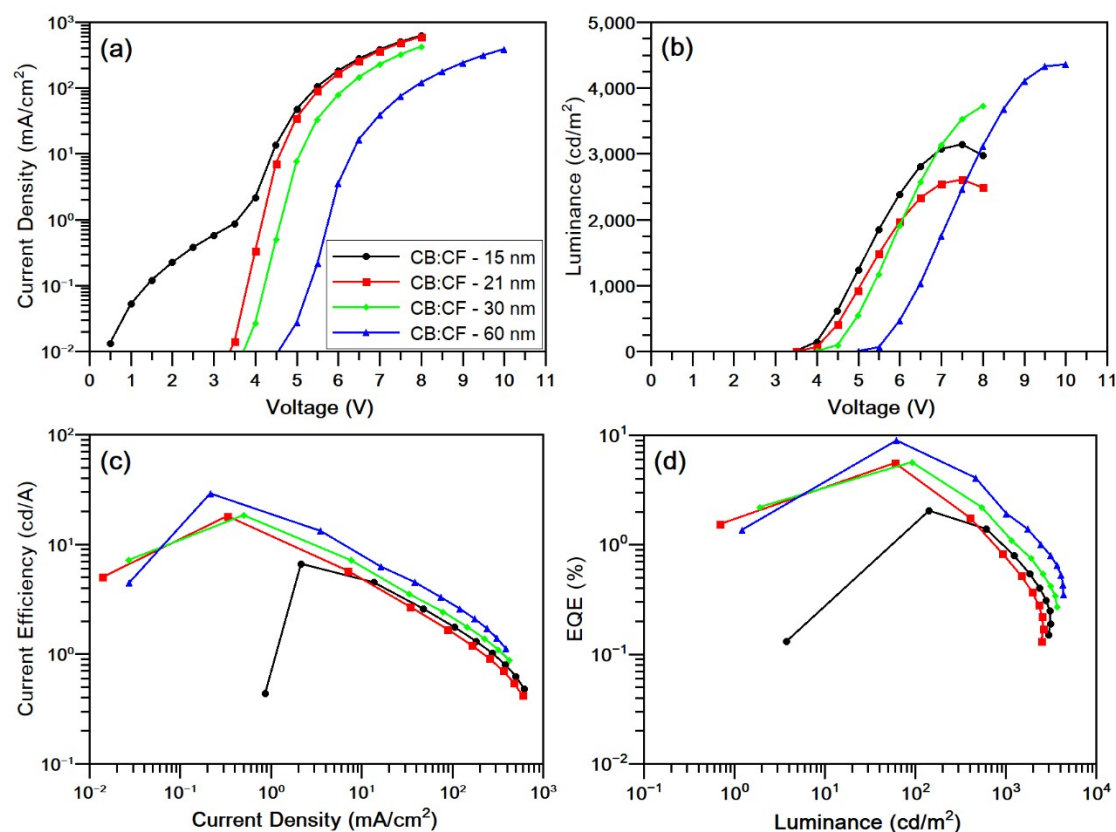 (a)
Current Density (mA/cm²)
10³
10²
10¹
10⁰
10⁻¹
10⁻²
CB:CF - 15 nm
CB:CF - 21 nm
CB:CF - 30 nm
CB:CF - 60 nm
0 1 2 3 4 5 6 7 8 9 10 11
Voltage (V)
(b)
Luminance (cd/m²)
5,000
4,000
3,000
2,000
1,000
0
0 1 2 3 4 5 6 7 8 9 10 11
Voltage (V)
(c)
Current Efficiency (cd/A)
10²
10¹
10⁰
10⁻¹
10⁻² 10⁻¹ 10⁰ 10¹ 10² 10³
Current Density (mA/cm²)
(d)
EQE (%)
10¹
10⁰
10⁻¹
10⁻²
10⁻¹ 10⁰ 10¹ 10² 10³ 10⁴
Luminance (cd/m²)